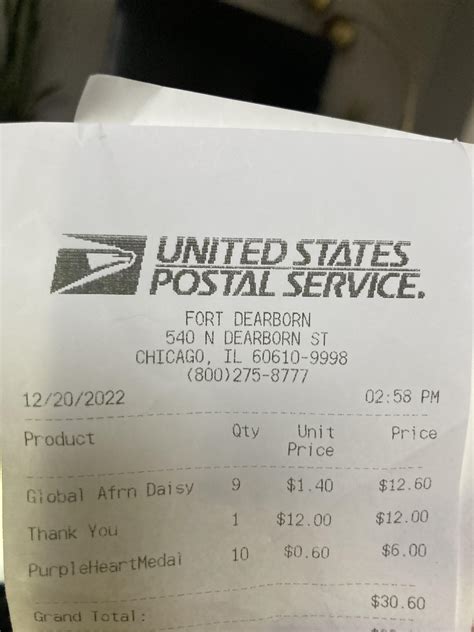 UNITED STATES
POSTAL SERVICE.
FORT DEARBORN
540 N DEARBORN ST
CHICAGO, IL 60610-9998
(800)275-8777
12/20/2022 02:58 PM
Product Qty Unit Price
Price
Global Afrn Daisy 9 $1.40 $12.60
Thank You 1 $12.00 $12.00
PurpleHeartMedal 10 $0.60 $6.00
Grand Total: $30.60